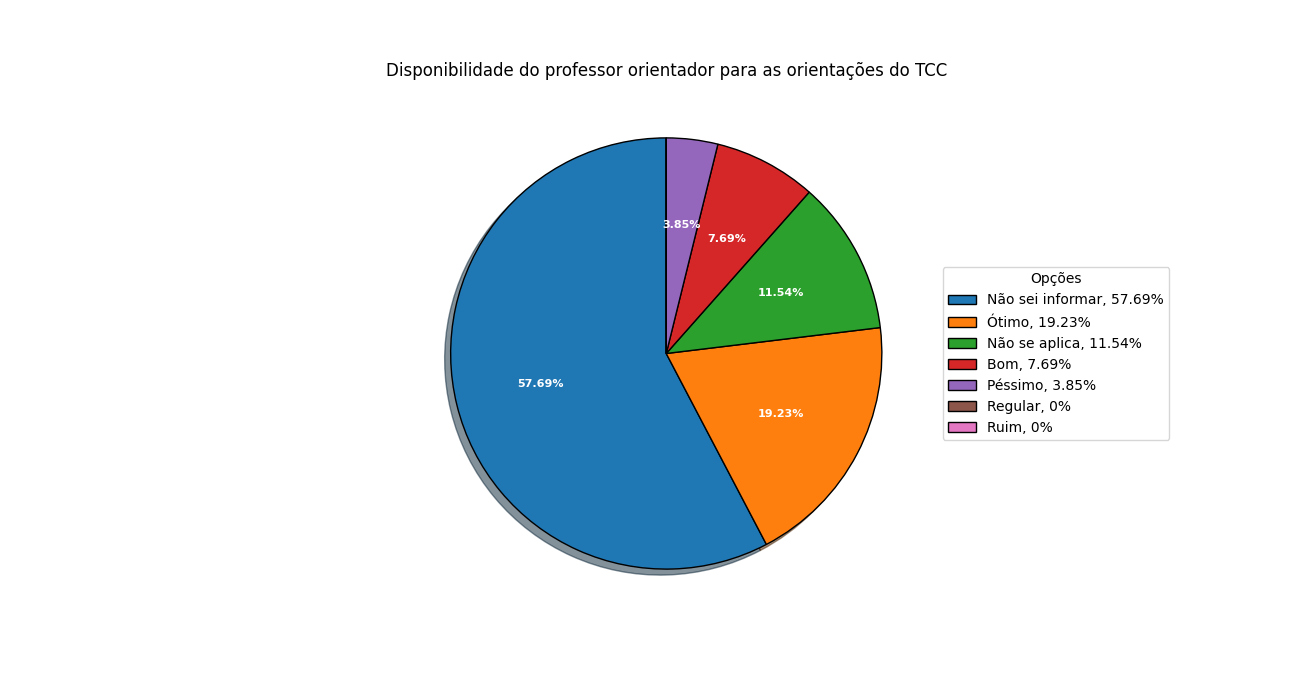 Disponibilidade do professor orientador para as orientações do TCC
3.85%
7.69%
11.54%
57.69%
19.23%
Opções
Não sei informar, 57.69%
Ótimo, 19.23%
Não se aplica, 11.54%
Bom, 7.69%
Péssimo, 3.85%
Regular, 0%
Ruim, 0%